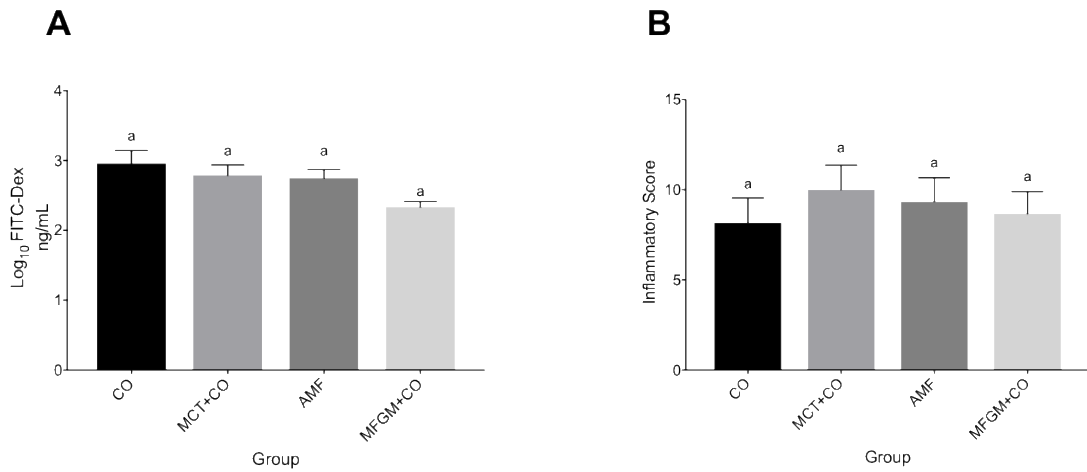 A
4
3
2
1
0
Log10 FITC-Dex
ng/mL
a
a
a
a
CO
MCT+CO
AMF
MFGM+CO
Group
B
15
10
5
0
Inflammatory Score
a
a
a
a
CO
MCT+CO
AMF
MFGM+CO
Group